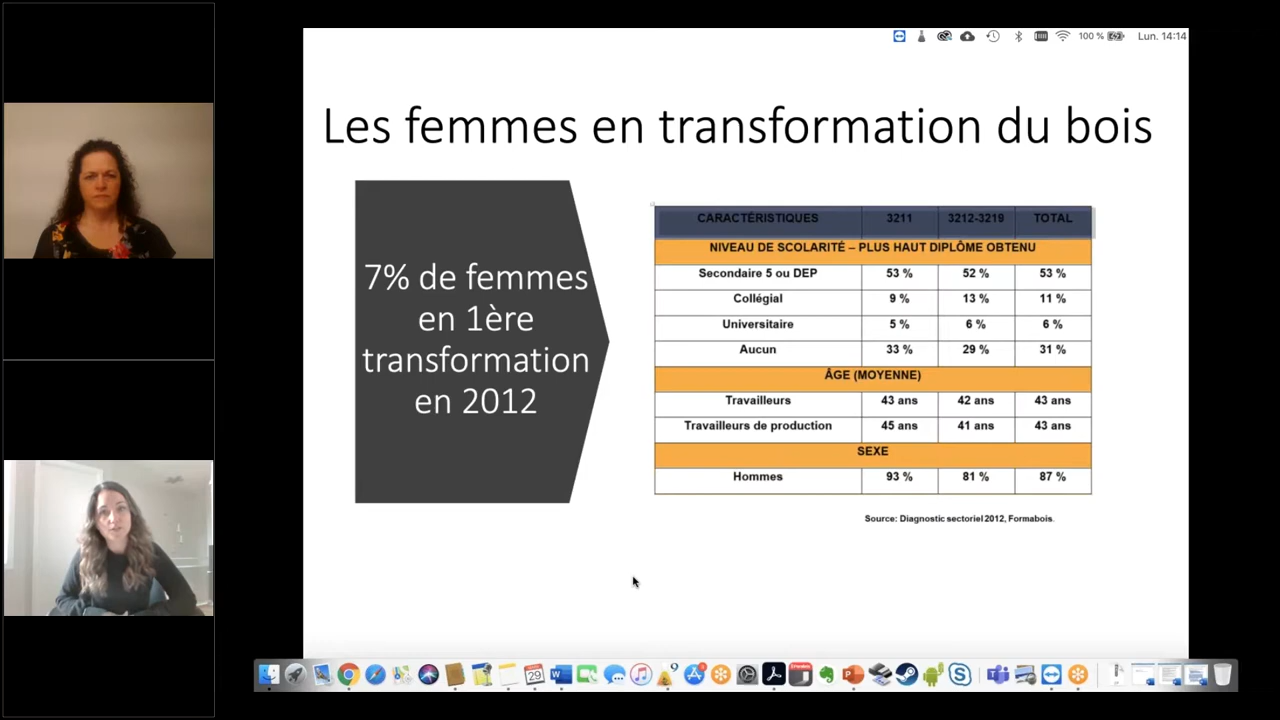 100 % Lun. 14:14
Les femmes en transformation du bois
7% de femmes
en 1ère
transformation
en 2012
CARACTÉRISTIQUES 3211 3212-3219 TOTAL
NIVEAU DE SCOLARITÉ – PLUS HAUT DIPLÔME OBTENU
Secondaire 5 ou DEP 53 % 52 % 53 %
Collégial 9 % 13 % 11 %
Universitaire 5 % 6 % 6 %
Aucun 33 % 29 % 31 %
ÂGE (MOYENNE)
Travailleurs 43 ans 42 ans 43 ans
Travailleurs de production 45 ans 41 ans 43 ans
SEXE
Hommes 93 % 81 % 87 %
Source: Diagnostic sectoriel 2012, Formabois.
29